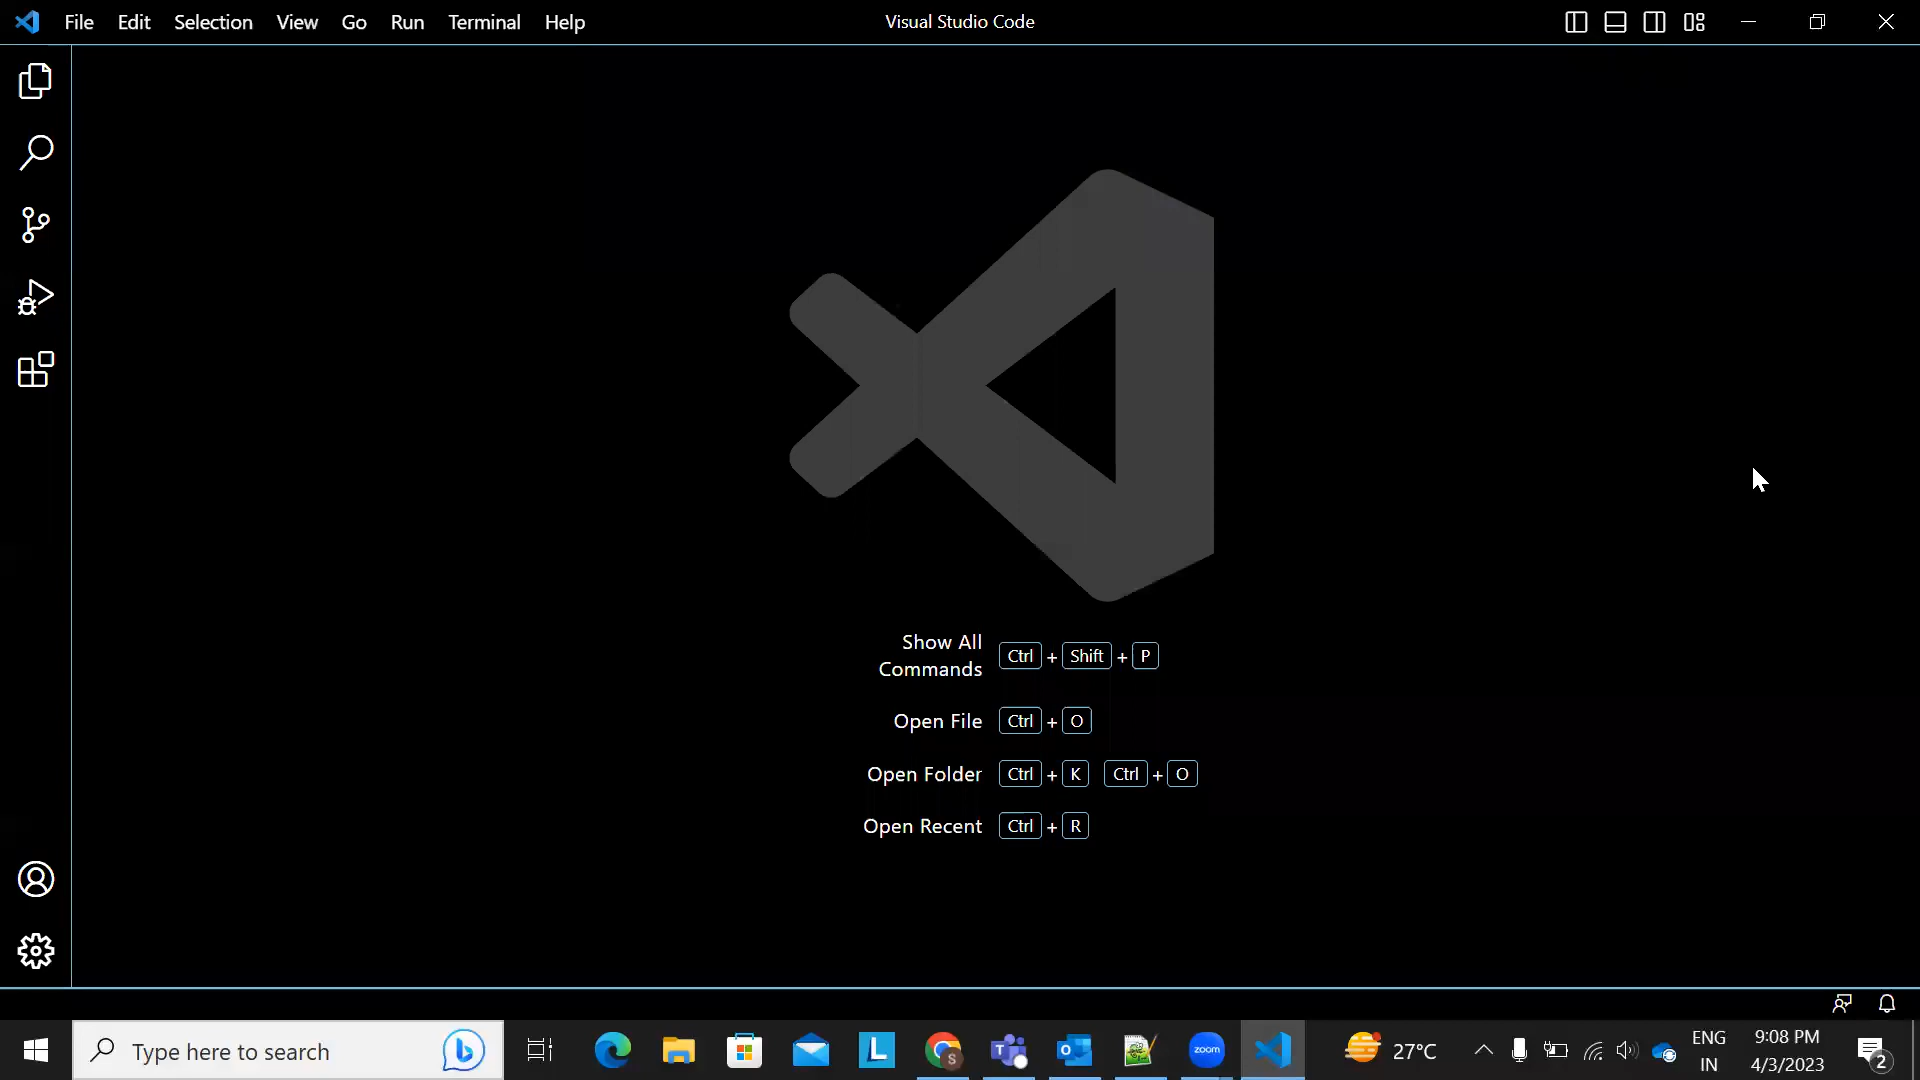 File Edit Selection View Go Run Terminal Help
Visual Studio Code
Show All
Commands
Ctrl + Shift + P
Open File Ctrl + O
Open Folder Ctrl + K Ctrl + O
Open Recent Ctrl + R
Type here to search
L
S
T
O
zoom
27°C
ENG
IN
9:08 PM
4/3/2023
2